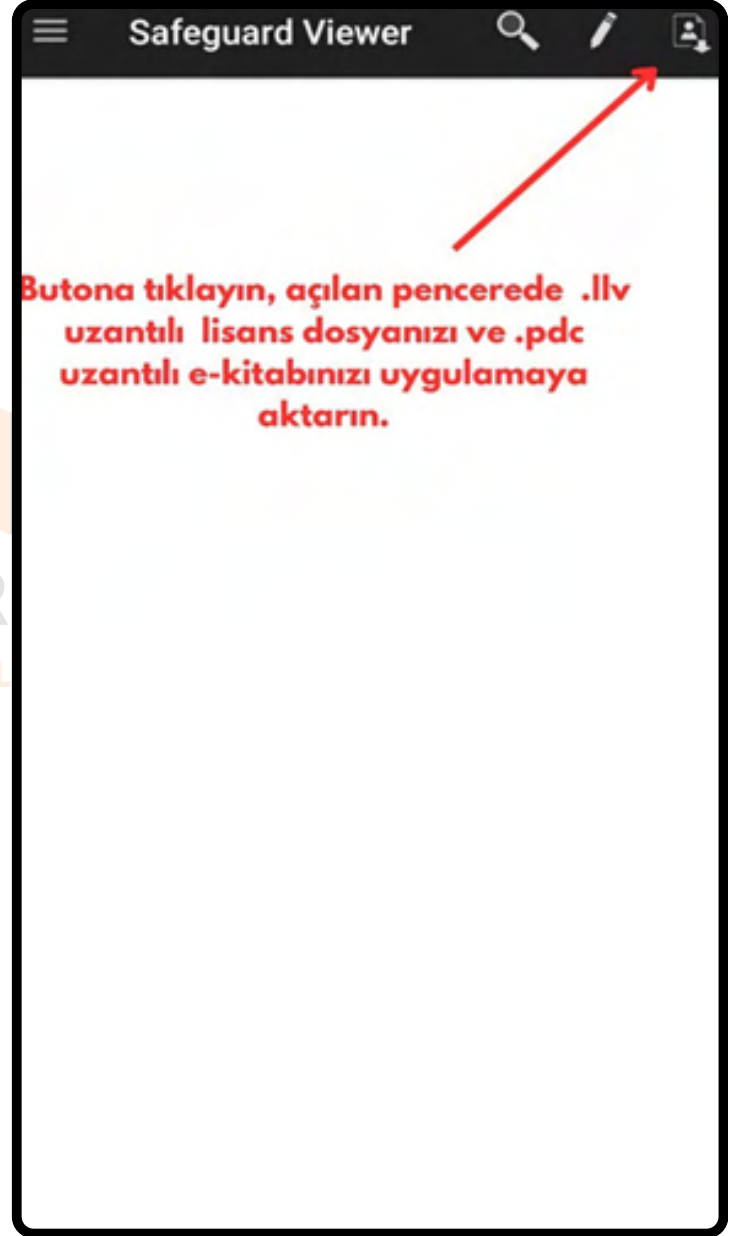 Safeguard Viewer
Butona tıklayın, açılan pencerede .llv
uzantılı lisans dosyanızı ve .pdc
uzantılı e-kitabınızı uygulamaya
aktarın.
R
L